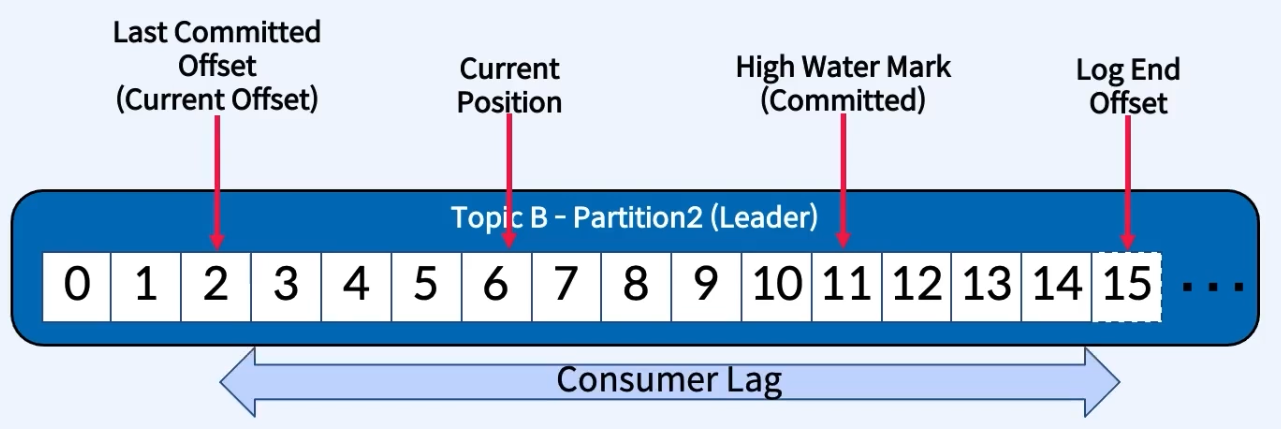 Last Committed
Offset
(Current Offset)
Current
Position
High Water Mark
(Committed)
Log End
Offset
Topic B - Partition2 (Leader)
0 1 2 3 4 5 6 7 8 9 10 11 12 13 14 15 ...
Consumer Lag